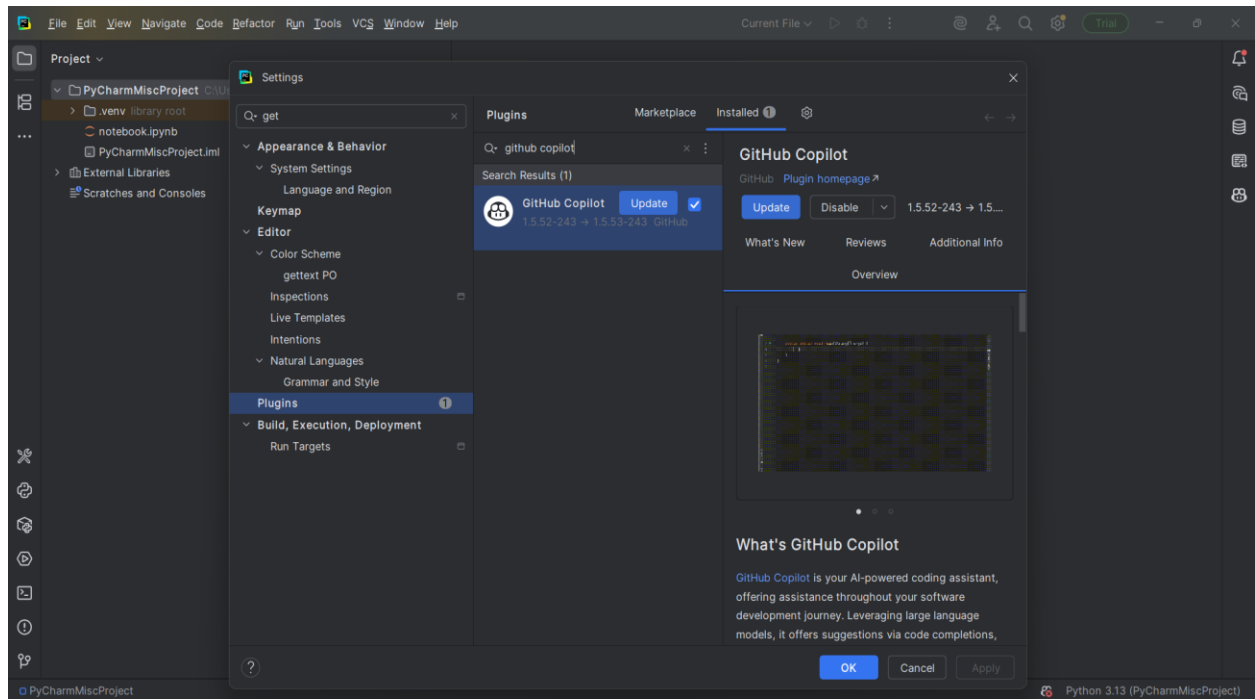 File Edit View Navigate Code Refactor Run Tools VCS Window Help
Current File
Trial
Project
PyCharmMiscProject
.venv library root
notebook.ipynb
PyCharmMiscProject.iml
External Libraries
Scratches and Consoles
Settings
get
Appearance & Behavior
System Settings
Language and Region
Keymap
Editor
Color Scheme
gettext PO
Inspections
Live Templates
Intentions
Natural Languages
Grammar and Style
Plugins 1
Build, Execution, Deployment
Run Targets
?
Plugins
Marketplace
Installed 1
github copilot
Search Results (1)
GitHub Copilot Update
1.5.52-243 → 1.5.53-243 GitHub
GitHub Copilot
GitHub Plugin homepage
Update Disable 1.5.52-243 → 1.5....
What's New Reviews Additional Info
Overview
What's GitHub Copilot
GitHub Copilot is your AI-powered coding assistant,
offering assistance throughout your software
development journey. Leveraging large language
models, it offers suggestions via code completions,
OK Cancel Apply
PyCharmMiscProject
Python 3.13 (PyCharmMiscProject)